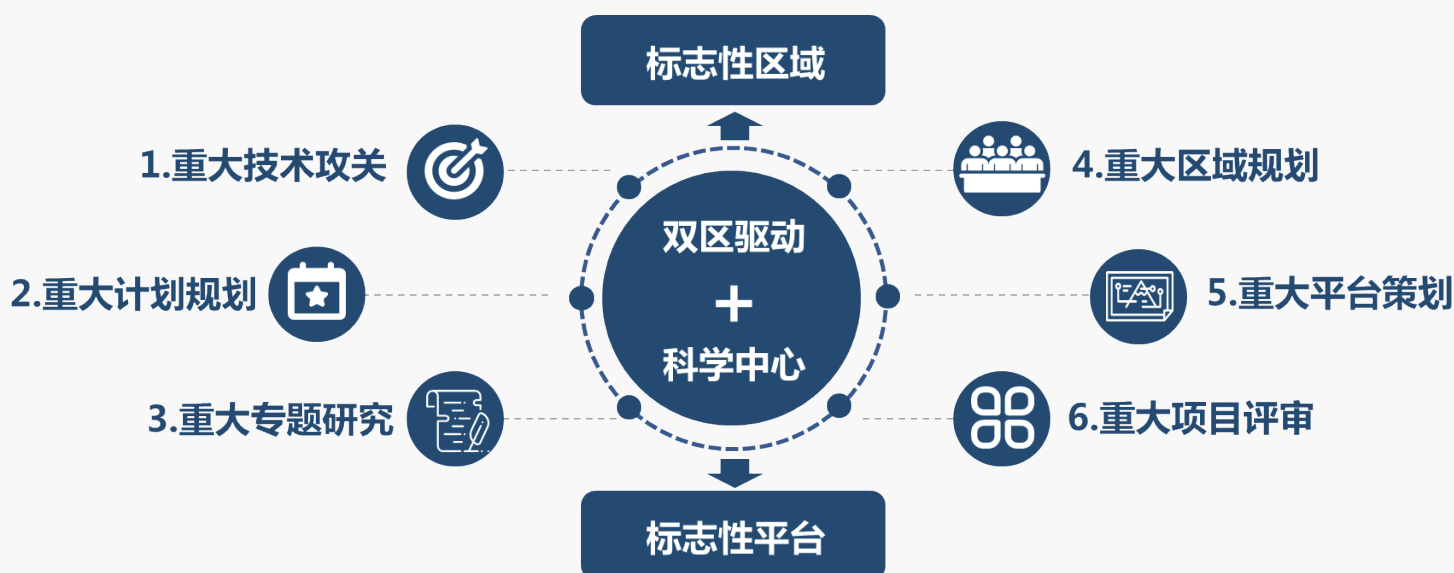 标志性区域
1.重大技术攻关
2.重大计划规划
3.重大专题研究
双区驱动
+
科学中心
4.重大区域规划
5.重大平台策划
6.重大项目评审
标志性平台